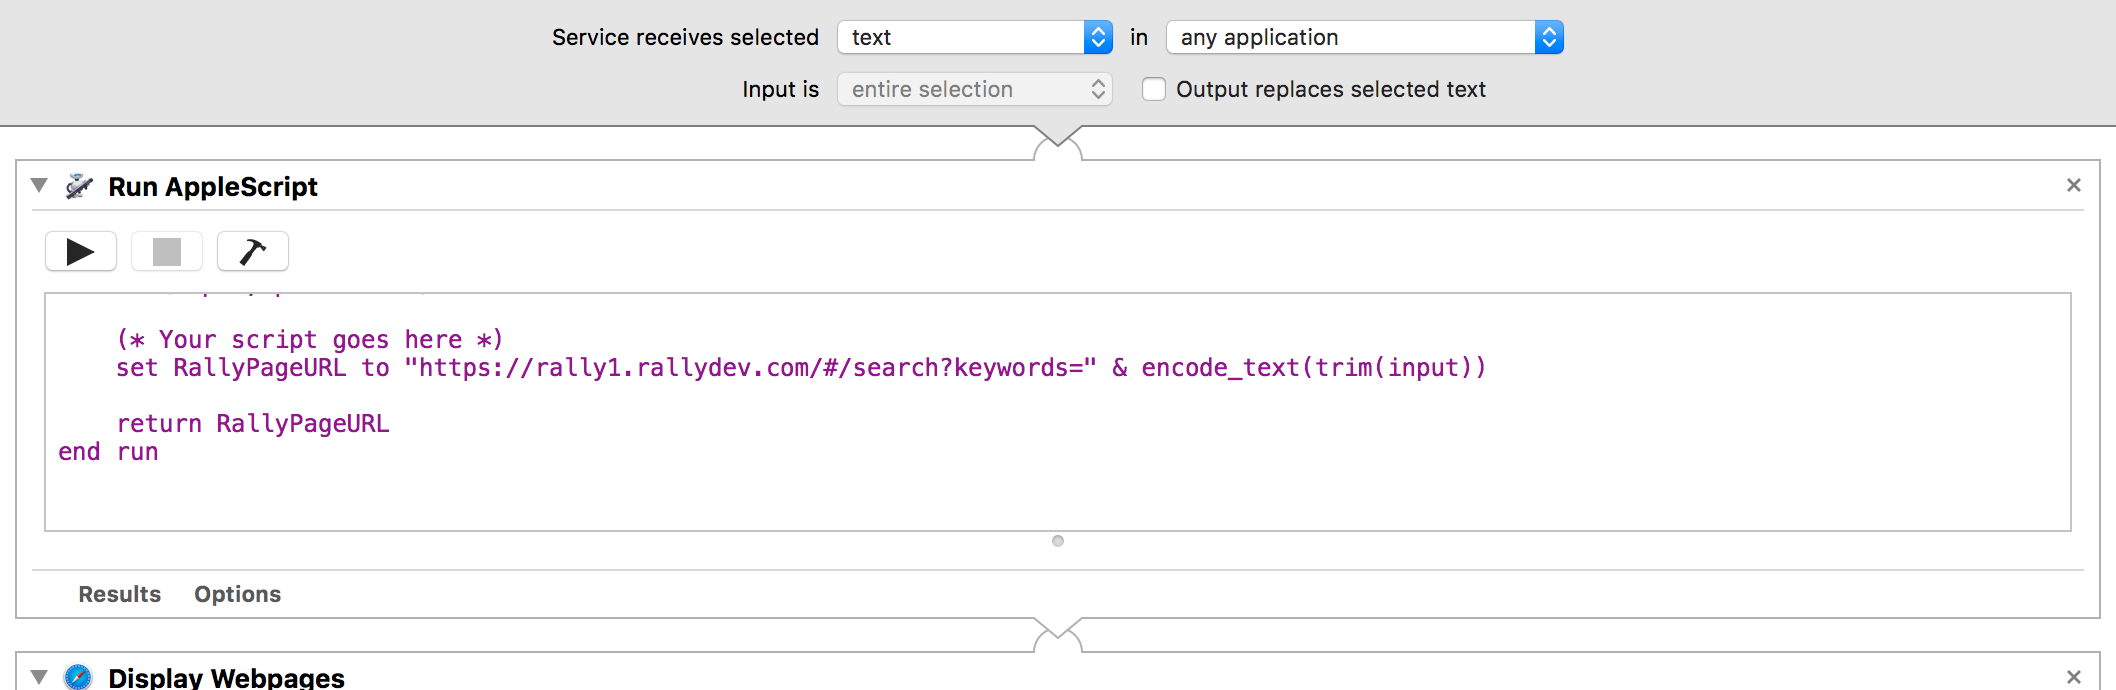 Service receives selected text in any application
Input is entire selection Output replaces selected text
Run AppleScript
(* Your script goes here *)
set RallyPageURL to "https://rally1.rallydev.com/#/search?keywords=" & encode_text(trim(input))
return RallyPageURL
end run
Results Options
Display Webpages